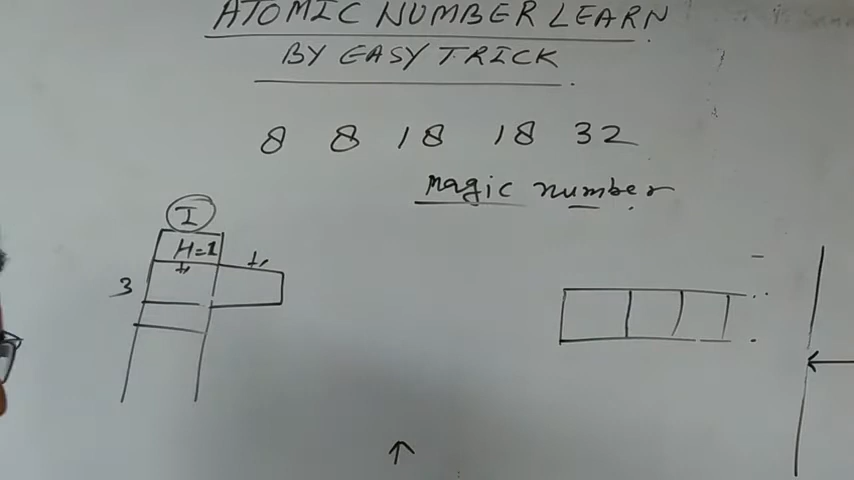 ATOMIC NUMBER LEARN
BY EASY TRICK
8 8 18 18 32
Magic number
I
H=1
3